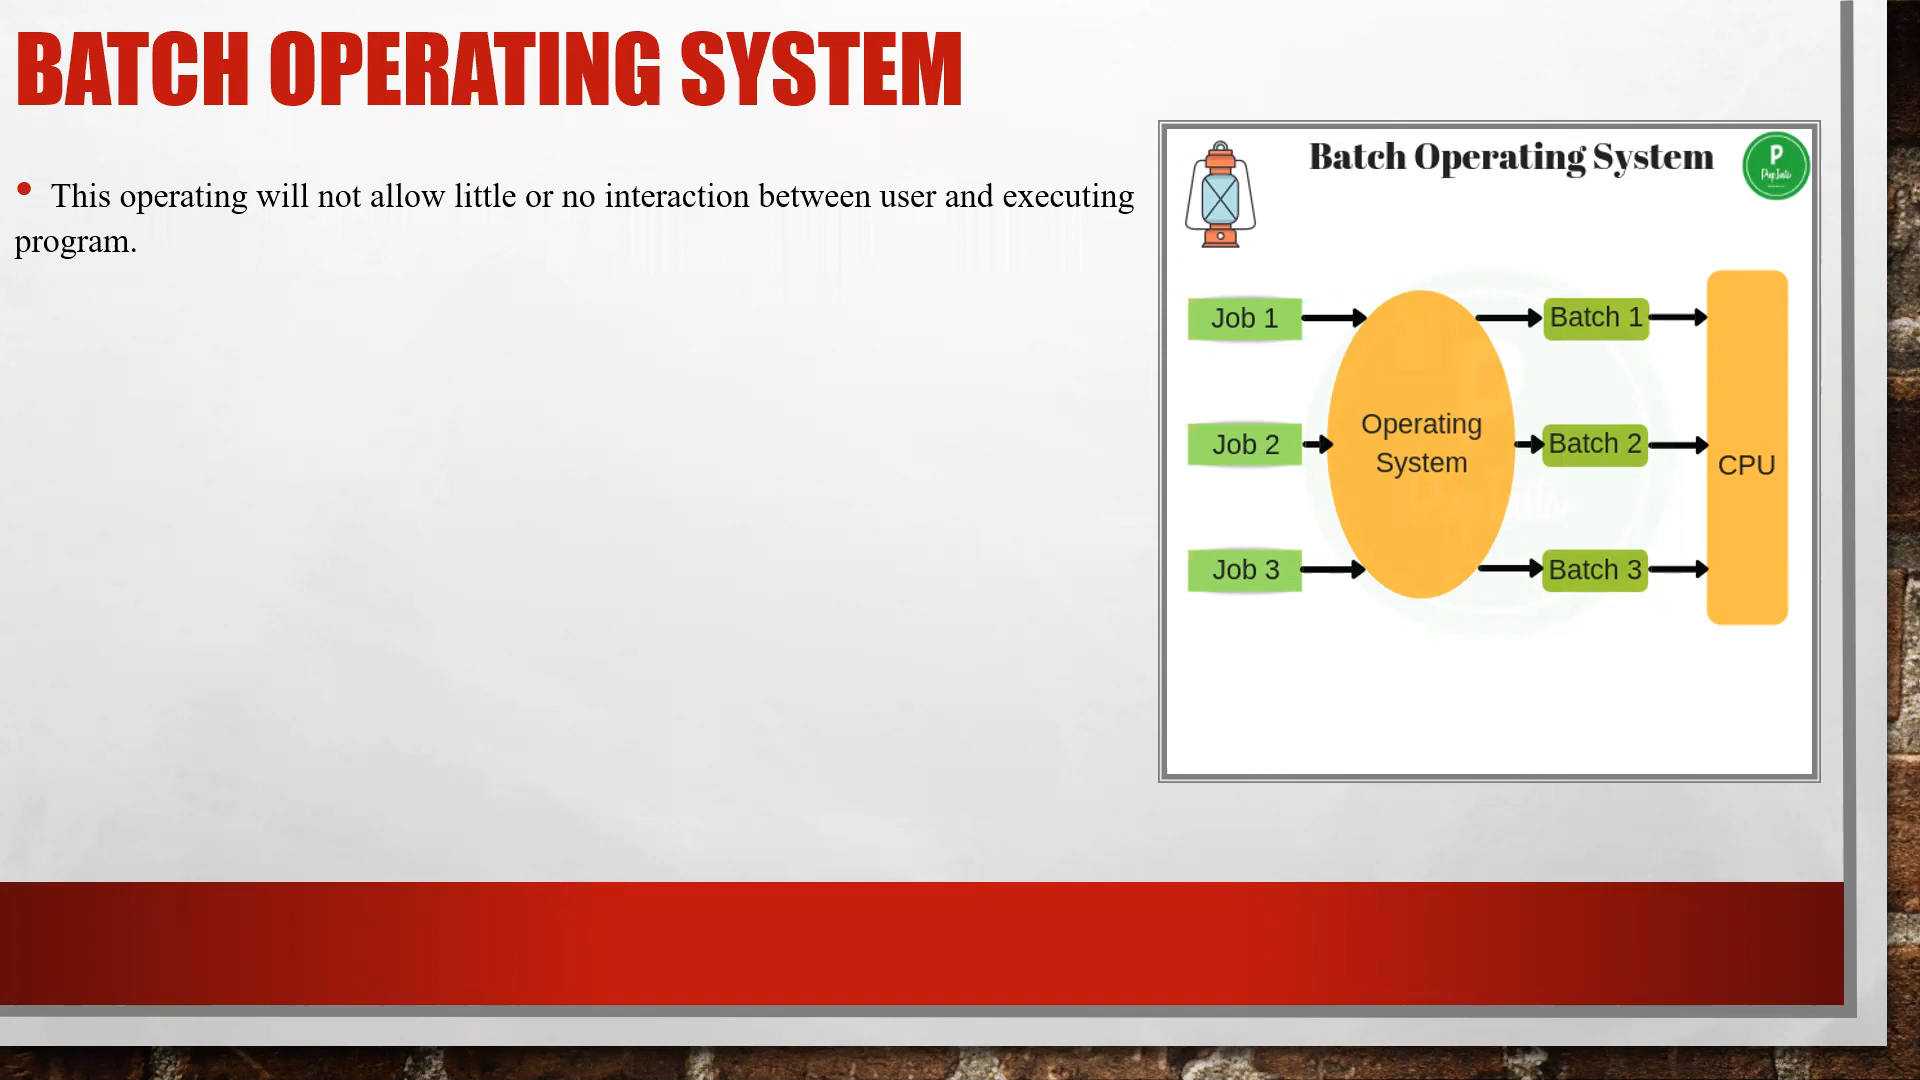 BATCH OPERATING SYSTEM
• This operating will not allow little or no interaction between user and executing
program.
Batch Operating System
P
PrepInsta
Job 1
Batch 1
Operating
System
Job 2
Batch 2
CPU
Job 3
Batch 3